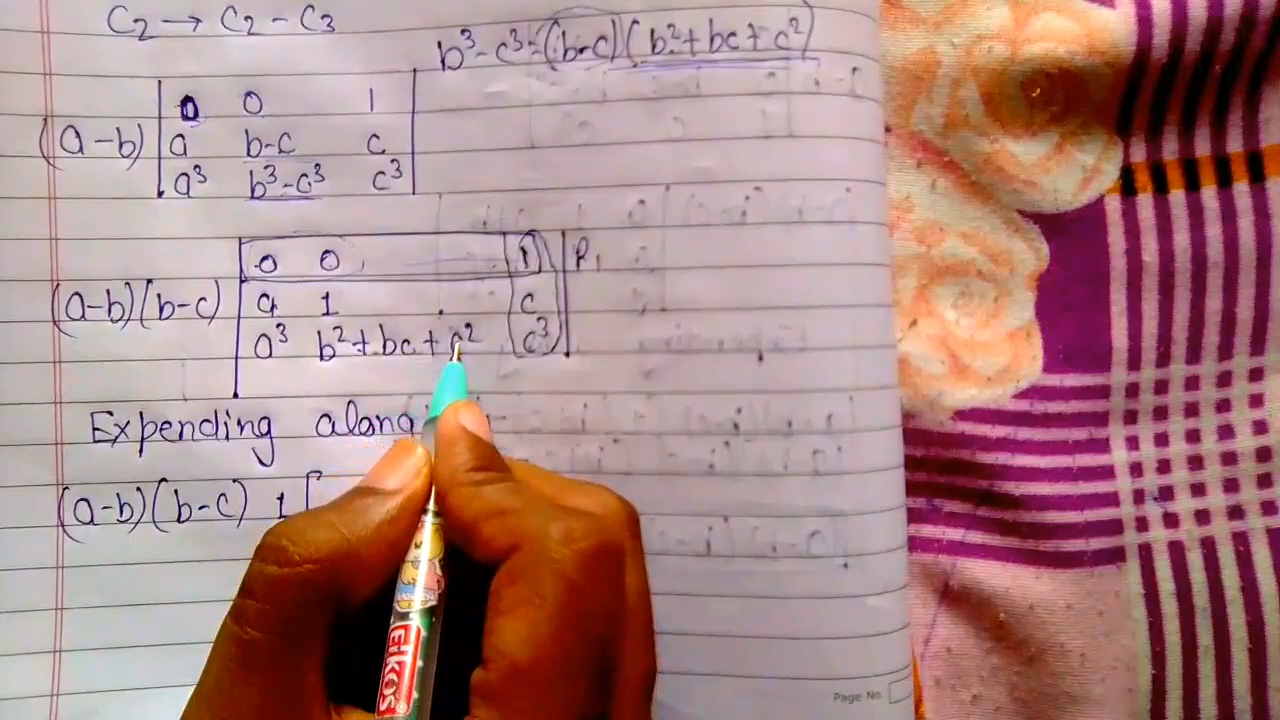 C₂ → C₂ - C₃
b³-c³=(b-c)(b²+bc+c²)
0 0 1
(a-b) a b-c c
a³ b³-c³ c³
0 0 1 R₁
(a-b)(b-c) a 1 c
a³ b²+bc+c² c³
Expending along
(a-b)(b-c) 1 [
ELKOS
Page No